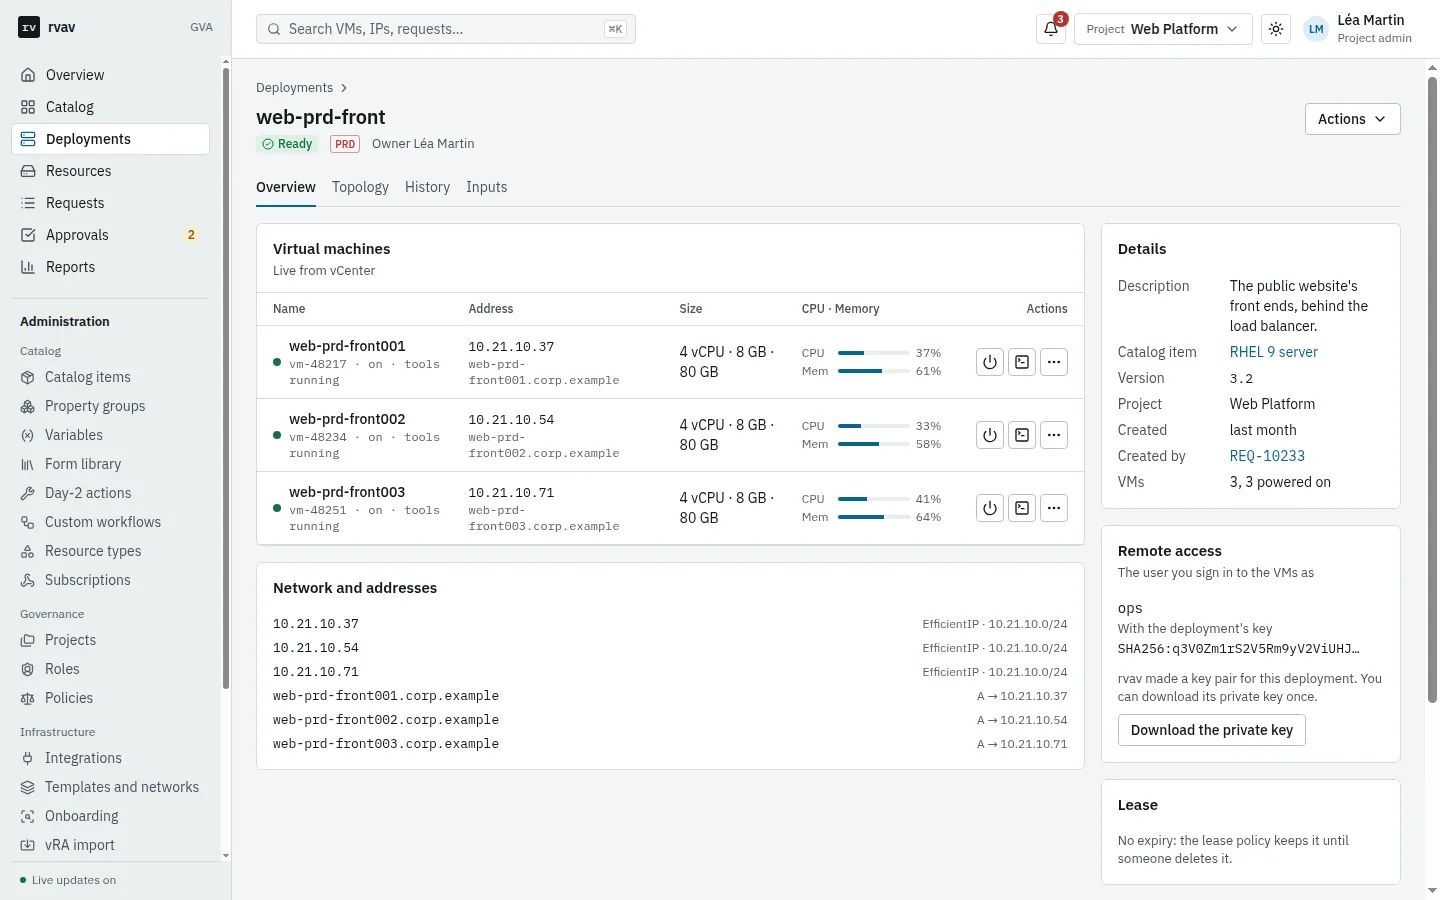 rv rvav GVA
Search VMs, IPs, requests... ⌘K
3
Project Web Platform
LM
Léa Martin
Project admin
Overview
Catalog
Deployments
Resources
Requests
Approvals 2
Reports
Administration
Catalog
Catalog items
Property groups
Variables
Form library
Day-2 actions
Custom workflows
Resource types
Subscriptions
Governance
Projects
Roles
Policies
Infrastructure
Integrations
Templates and networks
Onboarding
vRA import
Live updates on
Deployments
web-prd-front
Ready PRD Owner Léa Martin
Actions
Overview Topology History Inputs
Virtual machines
Live from vCenter
Name Address Size CPU · Memory Actions
web-prd-front001
vm-48217 · on · tools
running
10.21.10.37
web-prd-
front001.corp.example
4 vCPU · 8 GB ·
80 GB
CPU 37%
Mem 61%
web-prd-front002
vm-48234 · on · tools
running
10.21.10.54
web-prd-
front002.corp.example
4 vCPU · 8 GB ·
80 GB
CPU 33%
Mem 58%
web-prd-front003
vm-48251 · on · tools
running
10.21.10.71
web-prd-
front003.corp.example
4 vCPU · 8 GB ·
80 GB
CPU 41%
Mem 64%
Network and addresses
10.21.10.37 EfficientIP · 10.21.10.0/24
10.21.10.54 EfficientIP · 10.21.10.0/24
10.21.10.71 EfficientIP · 10.21.10.0/24
web-prd-front001.corp.example A → 10.21.10.37
web-prd-front002.corp.example A → 10.21.10.54
web-prd-front003.corp.example A → 10.21.10.71
Details
Description The public website's
front ends, behind the
load balancer.
Catalog item RHEL 9 server
Version 3.2
Project Web Platform
Created last month
Created by REQ-10233
VMs 3, 3 powered on
Remote access
The user you sign in to the VMs as
ops
With the deployment's key
SHA256:q3V0Zm1rS2V5Rm9yV2ViUHJ…
rvav made a key pair for this deployment. You
can download its private key once.
Download the private key
Lease
No expiry: the lease policy keeps it until
someone deletes it.